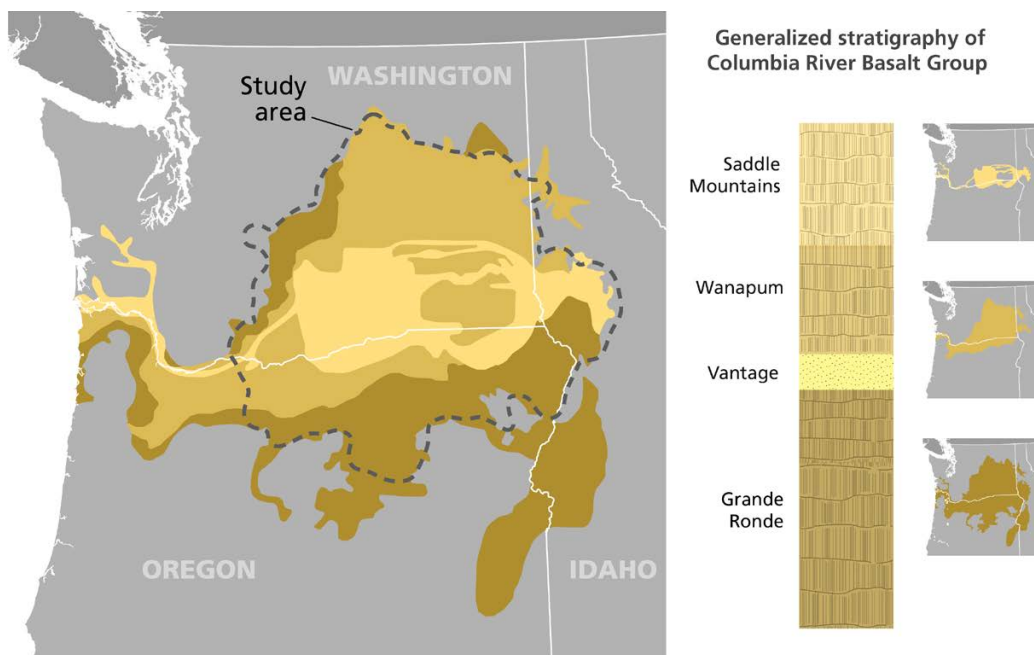 WASHINGTON
Study
area
OREGON
IDAHO
Generalized stratigraphy of
Columbia River Basalt Group
Saddle
Mountains
Wanapum
Vantage
Grande
Ronde